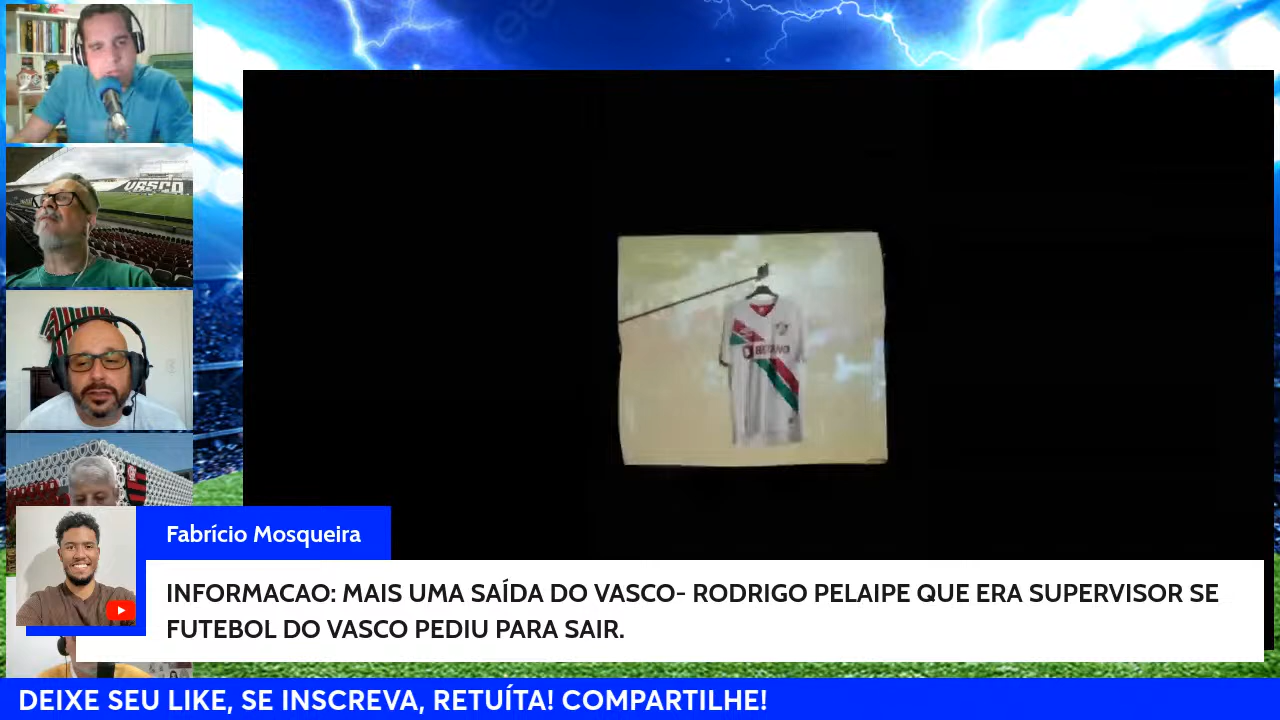 VASCO
BETANO
Fabrício Mosqueira
INFORMACAO: MAIS UMA SAÍDA DO VASCO- RODRIGO PELAIPE QUE ERA SUPERVISOR SE
FUTEBOL DO VASCO PEDIU PARA SAIR.
DEIXE SEU LIKE, SE INSCREVA, RETUÍTA! COMPARTILHE!